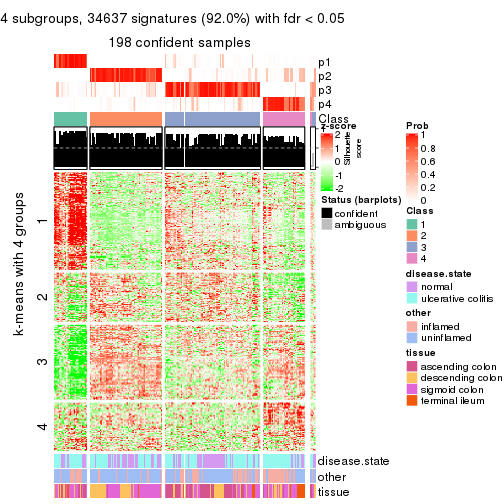 4 subgroups, 34637 signatures (92.0%) with fdr < 0.05
198 confident samples
p1
p2
p3
p4
Class
Silhouette
score
k-means with 4 groups
1
2
3
4
disease.state
other
tissue
z-score
2
1
0
-1
-2
Status (barplots)
confident
ambiguous
Prob
1
0.8
0.6
0.4
0.2
0
Class
1
2
3
4
disease.state
normal
ulcerative colitis
other
inflamed
uninflamed
tissue
ascending colon
descending colon
sigmoid colon
terminal ileum